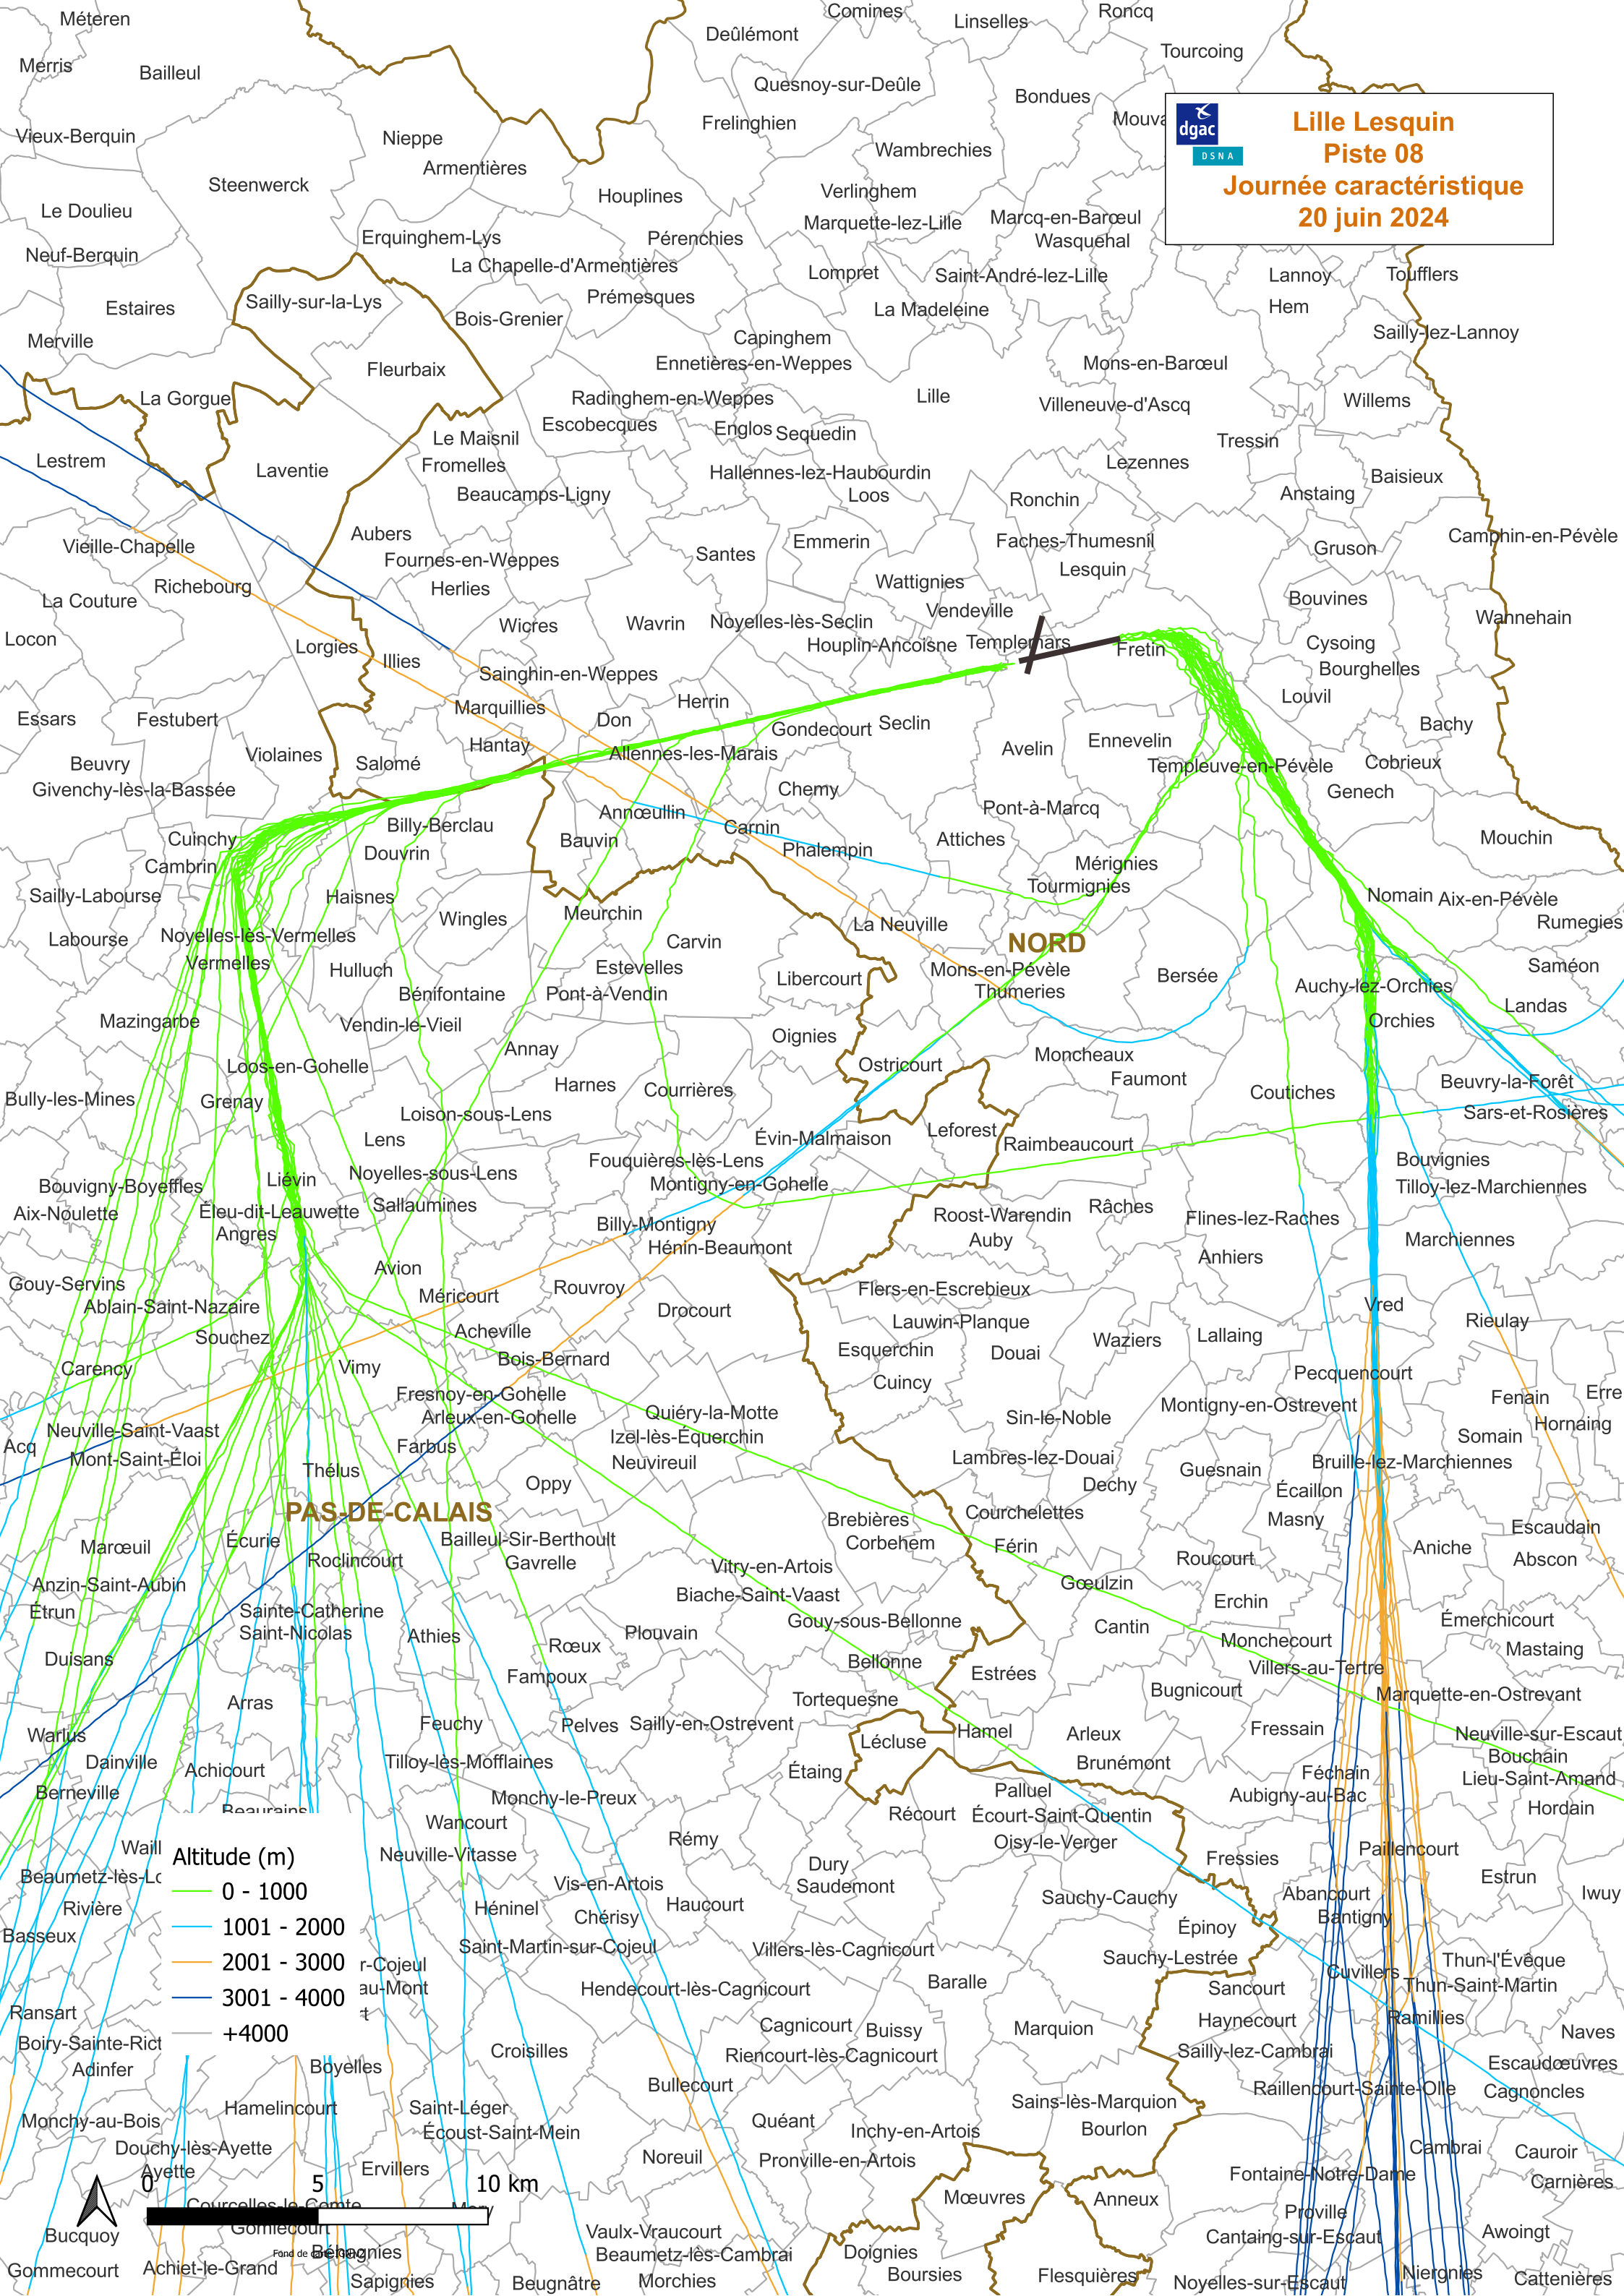 Méteren
Comines
Linselles
Roncq
Deûlémont
Tourcoing
Merris
Bailleul
Quesnoy-sur-Deûle
Bondues
Frelinghien
Mouva
dgac
DSNA
Lille Lesquin
Piste 08
Journée caractéristique
20 juin 2024
Vieux-Berquin
Nieppe
Armentières
Wambrechies
Steenwerck
Houplines
Verlinghem
Le Doulieu
Marquette-lez-Lille
Marcq-en-Barœul
Wasquehal
Erquinghem-Lys
Pérenchies
Neuf-Berquin
La Chapelle-d'Armentières
Lompret
Saint-André-lez-Lille
Lannoy
Toufflers
Estaires
Sailly-sur-la-Lys
Prémesques
La Madeleine
Hem
Bois-Grenier
Capinghem
Sailly-lez-Lannoy
Merville
Fleurbaix
Ennetières-en-Weppes
Mons-en-Barœul
La Gorgue
Radinghem-en-Weppes
Lille
Villeneuve-d'Ascq
Willems
Escobecques
Englos
Sequedin
Le Maisnil
Tressin
Lestrem
Laventie
Fromelles
Hallennes-lez-Haubourdin
Lezennes
Baisieux
Beaucamps-Ligny
Loos
Ronchin
Anstaing
Aubers
Emmerin
Faches-Thumesnil
Camphin-en-Pévèle
Vieille-Chapelle
Fournes-en-Weppes
Santes
Gruson
Richebourg
Herlies
Wattignies
Lesquin
La Couture
Vendeville
Bouvines
Wannehain
Locon
Wicres
Wavrin
Noyelles-lès-Seclin
Lorgies
Illies
Houplin-Ancoisne
Templemars
Fretin
Cysoing
Sainghin-en-Weppes
Bourghelles
Marquillies
Herrin
Louvil
Essars
Festubert
Don
Gondecourt
Seclin
Bachy
Violaines
Hantay
Allennes-les-Marais
Avelin
Ennevelin
Beuvry
Salomé
Templeuve-en-Pévèle
Cobrieux
Givenchy-lès-la-Bassée
Chemy
Genech
Annœullin
Pont-à-Marcq
Cuinchy
Billy-Berclau
Bauvin
Carnin
Attiches
Mouchin
Cambrin
Douvrin
Phalempin
Mérignies
Sailly-Labourse
Haisnes
Tourmignies
Nomain
Aix-en-Pévèle
Wingles
Meurchin
La Neuville
Rumegies
Labourse
Noyelles-lès-Vermelles
Carvin
NORD
Vermelles
Hulluch
Estevelles
Libercourt
Mons-en-Pévèle
Bersée
Saméon
Bénifontaine
Pont-à-Vendin
Thumeries
Auchy-lez-Orchies
Landas
Mazingarbe
Vendin-le-Vieil
Oignies
Orchies
Annay
Loos-en-Gohelle
Ostricourt
Moncheaux
Bully-les-Mines
Grenay
Harnes
Courrières
Faumont
Coutiches
Beuvry-la-Forêt
Loison-sous-Lens
Sars-et-Rosières
Lens
Évin-Malmaison
Leforest
Raimbeaucourt
Liévin
Noyelles-sous-Lens
Fouquières-lès-Lens
Bouvignies
Bouvigny-Boyeffles
Montigny-en-Gohelle
Tilloy-lez-Marchiennes
Aix-Noulette
Éleu-dit-Leauwette
Sallaumines
Billy-Montigny
Roost-Warendin
Râches
Flines-lez-Raches
Angres
Hénin-Beaumont
Auby
Marchiennes
Avion
Anhiers
Gouy-Servins
Méricourt
Rouvroy
Flers-en-Escrebieux
Ablain-Saint-Nazaire
Drocourt
Vred
Souchez
Acheville
Lauwin-Planque
Waziers
Lallaing
Rieulay
Carency
Vimy
Bois-Bernard
Esquerchin
Douai
Pecquencourt
Fresnoy-en-Gohelle
Cuincy
Fenain
Erre
Neuville-Saint-Vaast
Arleux-en-Gohelle
Quiéry-la-Motte
Sin-le-Noble
Montigny-en-Ostrevent
Hornaing
Acq
Mont-Saint-Éloi
Farbus
Izel-lès-Équerchin
Neuvireuil
Somain
Thélus
Oppy
Lambres-lez-Douai
Dechy
Guesnain
Bruille-lez-Marchiennes
Écaillon
PAS-DE-CALAIS
Brebières
Courchelettes
Masny
Escaudain
Marœuil
Écurie
Roclincourt
Bailleul-Sir-Berthoult
Corbehem
Férin
Aniche
Gavrelle
Vitry-en-Artois
Roucourt
Abscon
Anzin-Saint-Aubin
Biache-Saint-Vaast
Gœulzin
Étrun
Sainte-Catherine
Gouy-sous-Bellonne
Erchin
Saint-Nicolas
Athies
Plouvain
Cantin
Émerchicourt
Duisans
Rœux
Bellonne
Monchecourt
Mastaing
Fampoux
Estrées
Villers-au-Tertre
Arras
Tortequesne
Bugnicourt
Marquette-en-Ostrevant
Warlus
Feuchy
Pelves
Sailly-en-Ostrevent
Lécluse
Hamel
Arleux
Fressain
Neuville-sur-Escaut
Dainville
Achicourt
Tilloy-lès-Mofflaines
Étaing
Brunémont
Féchain
Bouchain
Berneville
Monchy-le-Preux
Palluel
Aubigny-au-Bac
Lieu-Saint-Amand
Beaurains
Wancourt
Récourt
Écourt-Saint-Quentin
Hordain
Waill
Neuville-Vitasse
Rémy
Oisy-le-Verger
Paillencourt
Beaumetz-lès-Lo
Vis-en-Artois
Dury
Fressies
Estrun
Saudemont
Abancourt
Iwuy
Rivière
Héninel
Chérisy
Haucourt
Sauchy-Cauchy
Bantigny
Basseux
Épinoy
Saint-Martin-sur-Cojeul
Villers-lès-Cagnicourt
Sauchy-Lestrée
Thun-l'Évêque
Altitude (m)
0 - 1000
1001 - 2000
2001 - 3000
3001 - 4000
+4000
r-Cojeul
au-Mont
rt
Hendecourt-lès-Cagnicourt
Baralle
Cuvillers
Thun-Saint-Martin
Sancourt
Ransart
Cagnicourt
Buissy
Marquion
Haynecourt
Ramillies
Naves
Boiry-Sainte-Rict
Croisilles
Riencourt-lès-Cagnicourt
Sailly-lez-Cambrai
Escaudœuvres
Adinfer
Boyelles
Bullecourt
Raillencourt-Sainte-Olle
Cagnoncles
Monchy-au-Bois
Hamelincourt
Saint-Léger
Quéant
Sains-lès-Marquion
Écoust-Saint-Mein
Inchy-en-Artois
Bourlon
Douchy-lès-Ayette
Noreuil
Pronville-en-Artois
Cambrai
Cauroir
Ayette
Ervillers
Fontaine-Notre-Dame
Carnières
0
5
10 km
Courcelles-le-Comte
Mory
Mœuvres
Anneux
Proville
Bucquoy
Gomiécourt
Vaulx-Vraucourt
Cantaing-sur-Escaut
Awoingt
Béhagnies
Beaumetz-lès-Cambrai
Doignies
Gommecourt
Achiet-le-Grand
Sapignies
Beugnâtre
Morchies
Boursies
Flesquières
Noyelles-sur-Escaut
Niergnies
Cattenières